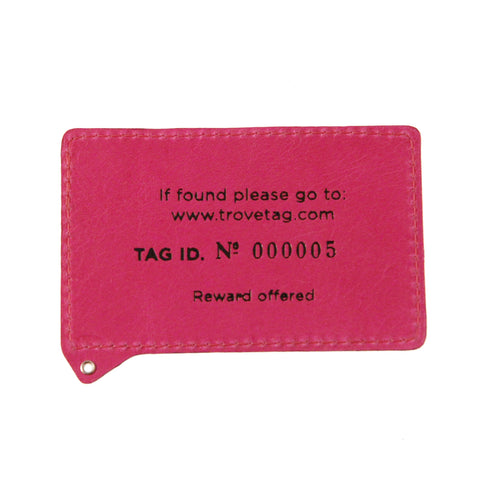 If found please go to:
www.trovetag.com
TAG ID. Nº 000005
Reward offered